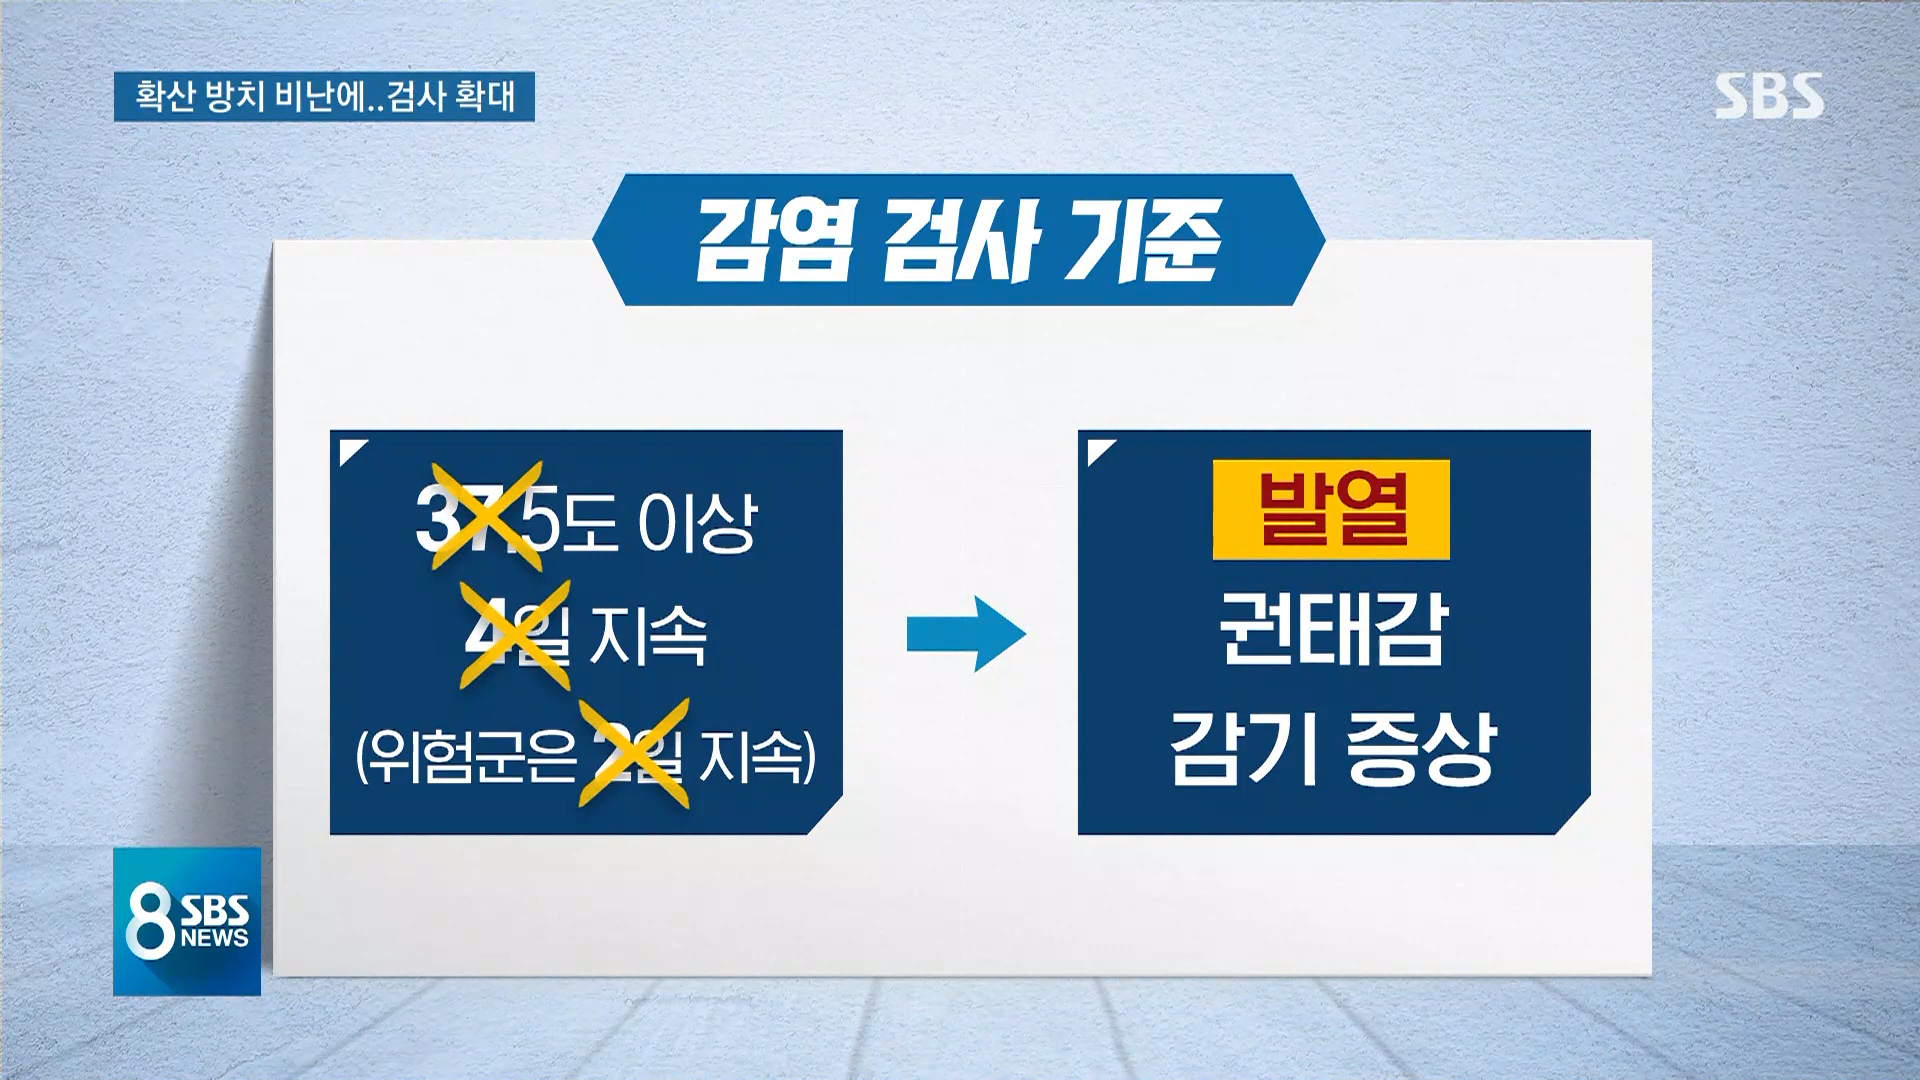 확산 방치 비난에..검사 확대
SBS
감염 검사 기준
37.5도 이상
4일 지속
(위험군은 2일 지속)
발열
권태감
감기 증상
8 SBS
NEWS